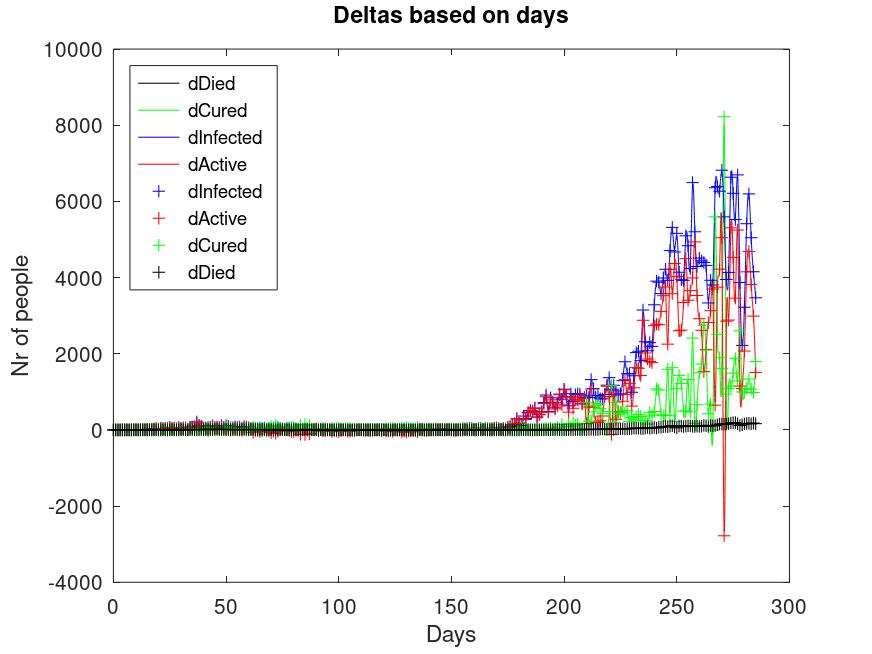 Deltas based on days
10000
8000
6000
4000
2000
0
-2000
-4000
Nr of people
dDied
dCured
dInfected
dActive
dInfected
dActive
dCured
dDied
0 50 100 150 200 250 300
Days